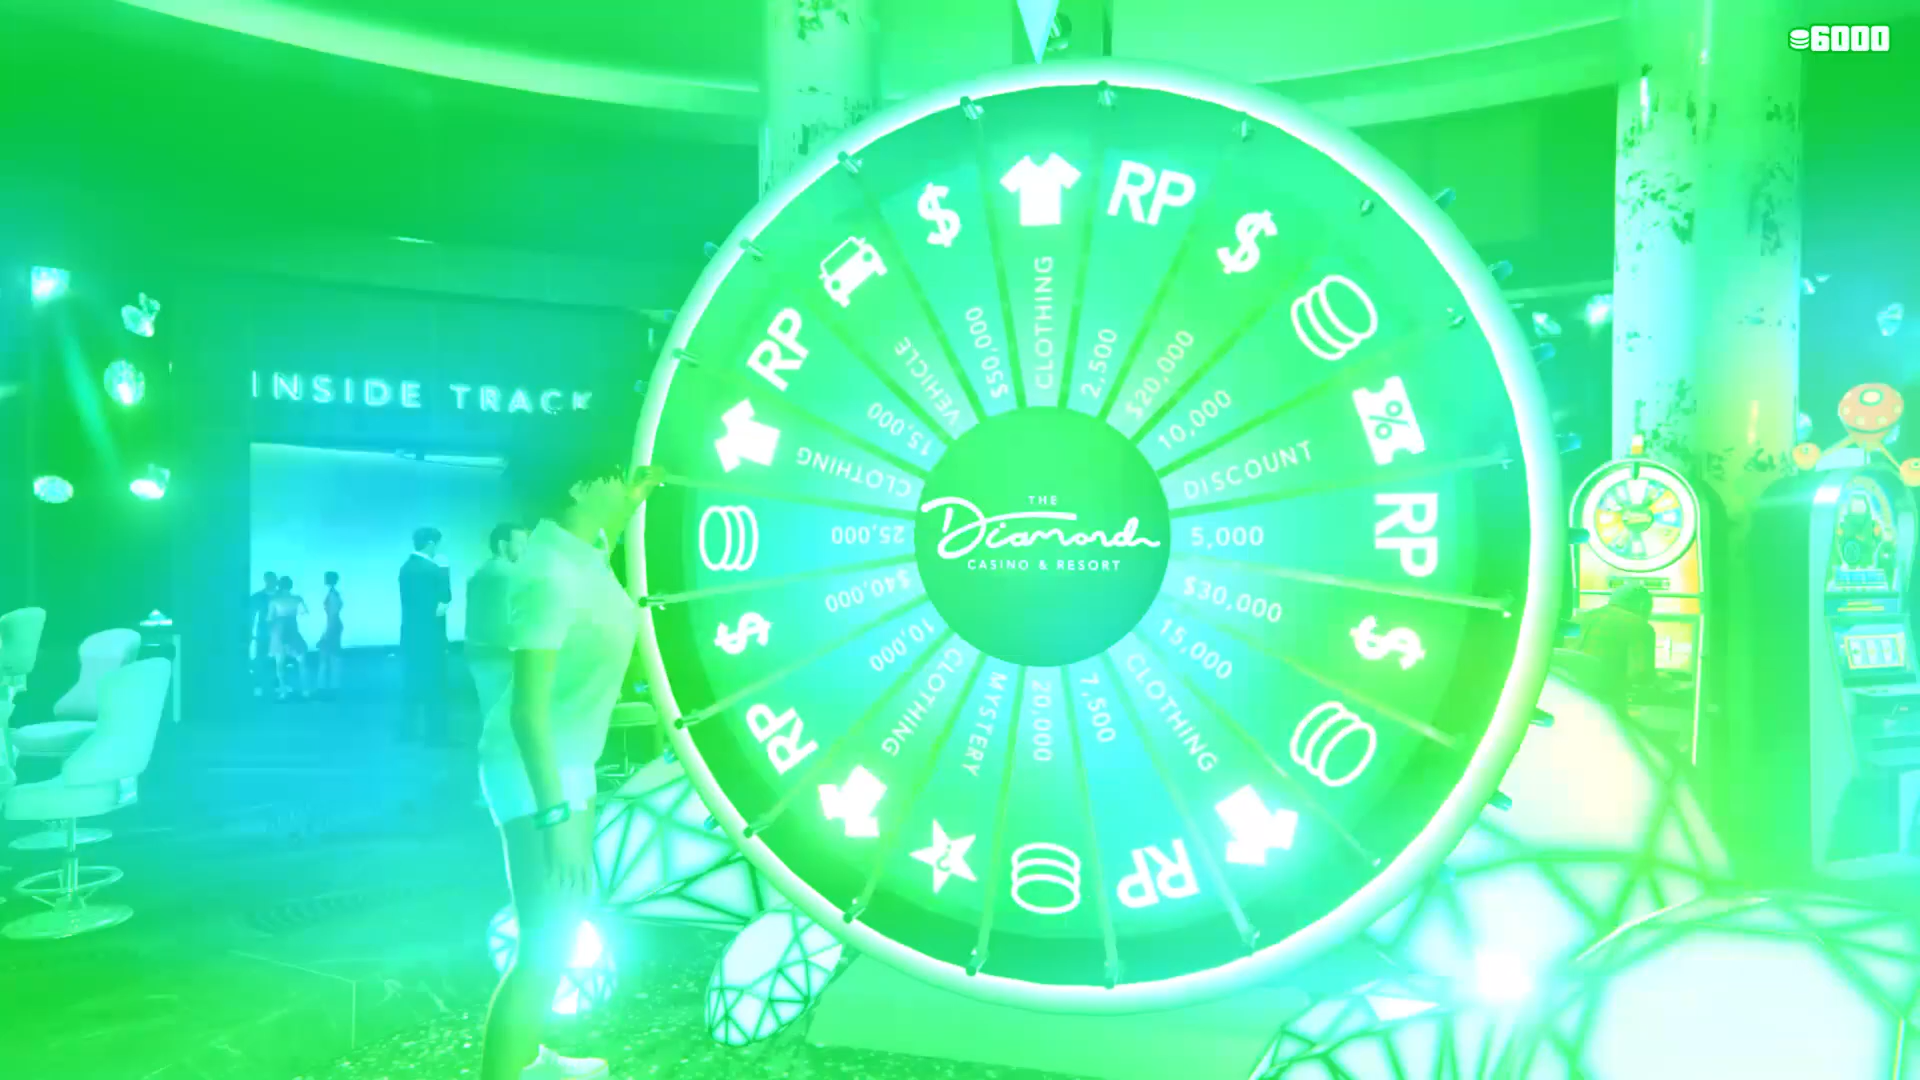 6000
INSIDE TRACK
CLOTHING
RP
2,500
$
$20,000
10,000
%
DISCOUNT
RP
5,000
$
$30,000
15,000
CLOTHING
RP
7,500
20,000
?
MYSTERY
CLOTHING
RP
10,000
$
$40,000
25,000
CLOTHING
RP
15,000
VEHICLE
$
$50,000
THE
Diamond
CASINO & RESORT